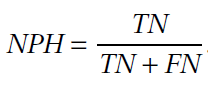 NPH = TN / (TN + FN)